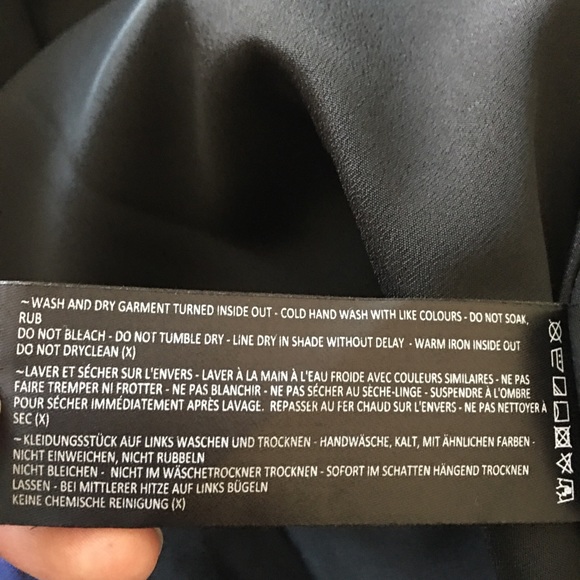 ~ WASH AND DRY GARMENT TURNED INSIDE OUT - COLD HAND WASH WITH LIKE COLOURS - DO NOT SOAK,
RUB
DO NOT BLEACH - DO NOT TUMBLE DRY - LINE DRY IN SHADE WITHOUT DELAY - WARM IRON INSIDE OUT
DO NOT DRYCLEAN (X)
~LAVER ET SÉCHER SUR L'ENVERS - LAVER À LA MAIN À L'EAU FROIDE AVEC COULEURS SIMILAIRES - NE PAS
FAIRE TREMPER NI FROTTER - NE PAS BLANCHIR - NE PAS SÉCHER AU SÈCHE-LINGE - SUSPENDRE À L'OMBRE
POUR SÉCHER IMMÉDIATEMENT APRÈS LAVAGE. REPASSER AU FER CHAUD SUR L'ENVERS - NE PAS NETTOYER À
SEC (X)
~ KLEIDUNGSSTÜCK AUF LINKS WASCHEN UND TROCKNEN - HANDWÄSCHE, KALT, MIT ÄHNLICHEN FARBEN -
NICHT EINWEICHEN, NICHT RUBBELN
NICHT BLEICHEN - NICHT IM WÄSCHETROCKNER TROCKNEN - SOFORT IM SCHATTEN HÄNGEND TROCKNEN
LASSEN - BEI MITTLERER HITZE AUF LINKS BÜGELN
KEINE CHEMISCHE REINIGUNG (X)